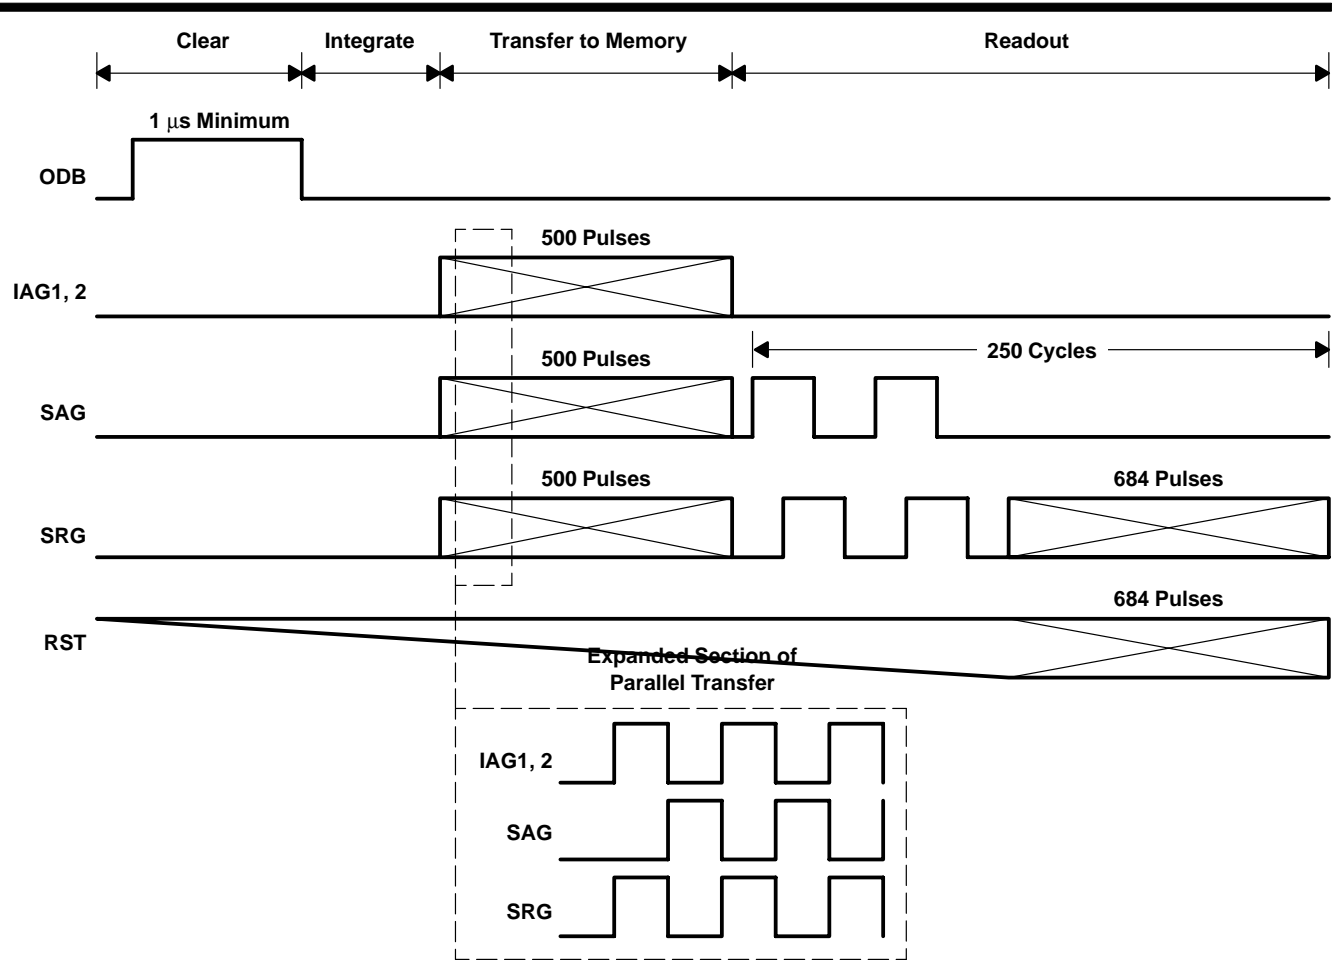 Clear
Integrate
Transfer to Memory
Readout
1 μs Minimum
ODB
500 Pulses
IAG1, 2
250 Cycles
500 Pulses
SAG
500 Pulses
684 Pulses
SRG
684 Pulses
RST
Expanded Section of
Parallel Transfer
IAG1, 2
SAG
SRG